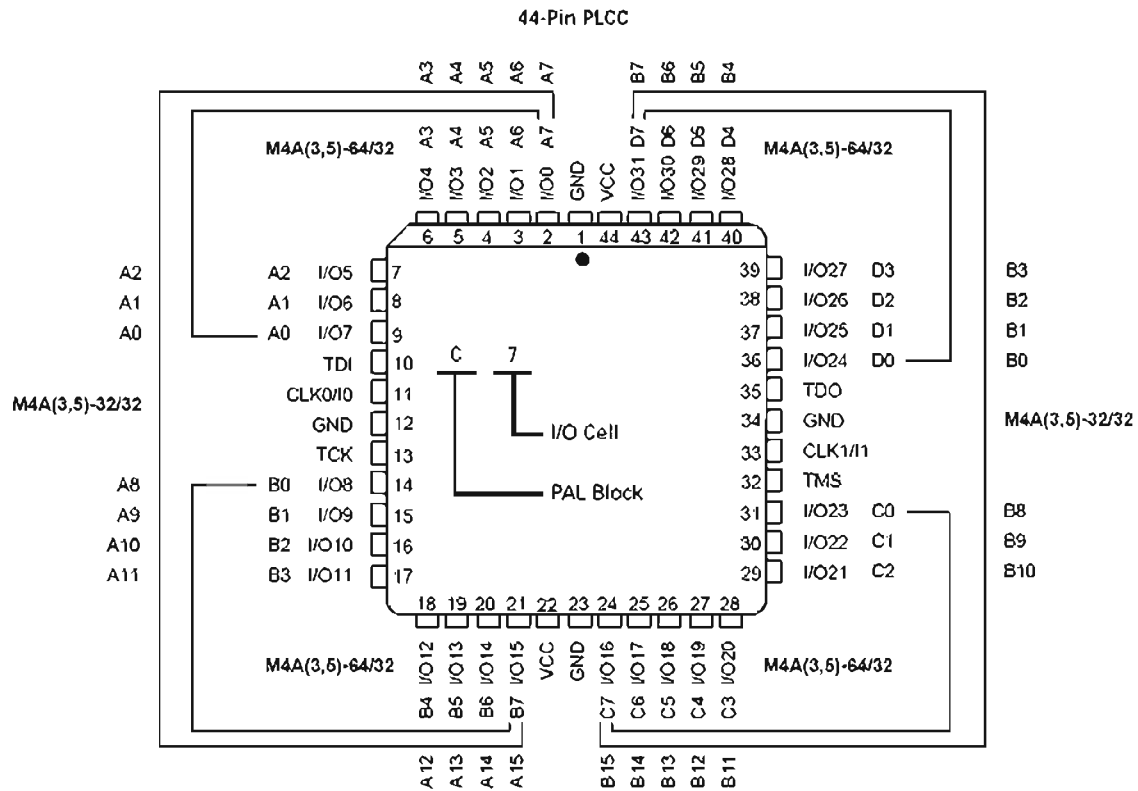 44-Pin PLCC
A3 A4 A5 A6 A7 B7 B6 B5 B4
M4A(3,5)-64/32 A3 A4 A5 A6 A7 D7 D6 D5 D4 M4A(3,5)-64/32
I/O4 I/O3 I/O2 I/O1 I/O0 GND VCC I/O31 I/O30 I/O29 I/O28
6 5 4 3 2 1 44 43 42 41 40
A2 A2 I/O5 7 39 I/O27 D3 B3
A1 A1 I/O6 8 38 I/O26 D2 B2
A0 A0 I/O7 9 37 I/O25 D1 B1
TDI 10 C 7 36 I/O24 D0 B0
CLK0/I0 11 35 TDO
M4A(3,5)-32/32 M4A(3,5)-32/32
GND 12 I/O Cell 34 GND
TCK 13 33 CLK1/I1
A8 B0 I/O8 14 PAL Block 32 TMS
A9 B1 I/O9 15 31 I/O23 C0 B8
A10 B2 I/O10 16 30 I/O22 C1 B9
A11 B3 I/O11 17 29 I/O21 C2 B10
18 19 20 21 22 23 24 25 26 27 28
M4A(3,5)-64/32 I/O12 I/O13 I/O14 I/O15 VCC GND I/O16 I/O17 I/O18 I/O19 I/O20 M4A(3,5)-64/32
B4 B5 B6 B7 C7 C6 C5 C4 C3
A12 A13 A14 A15 B15 B14 B13 B12 B11